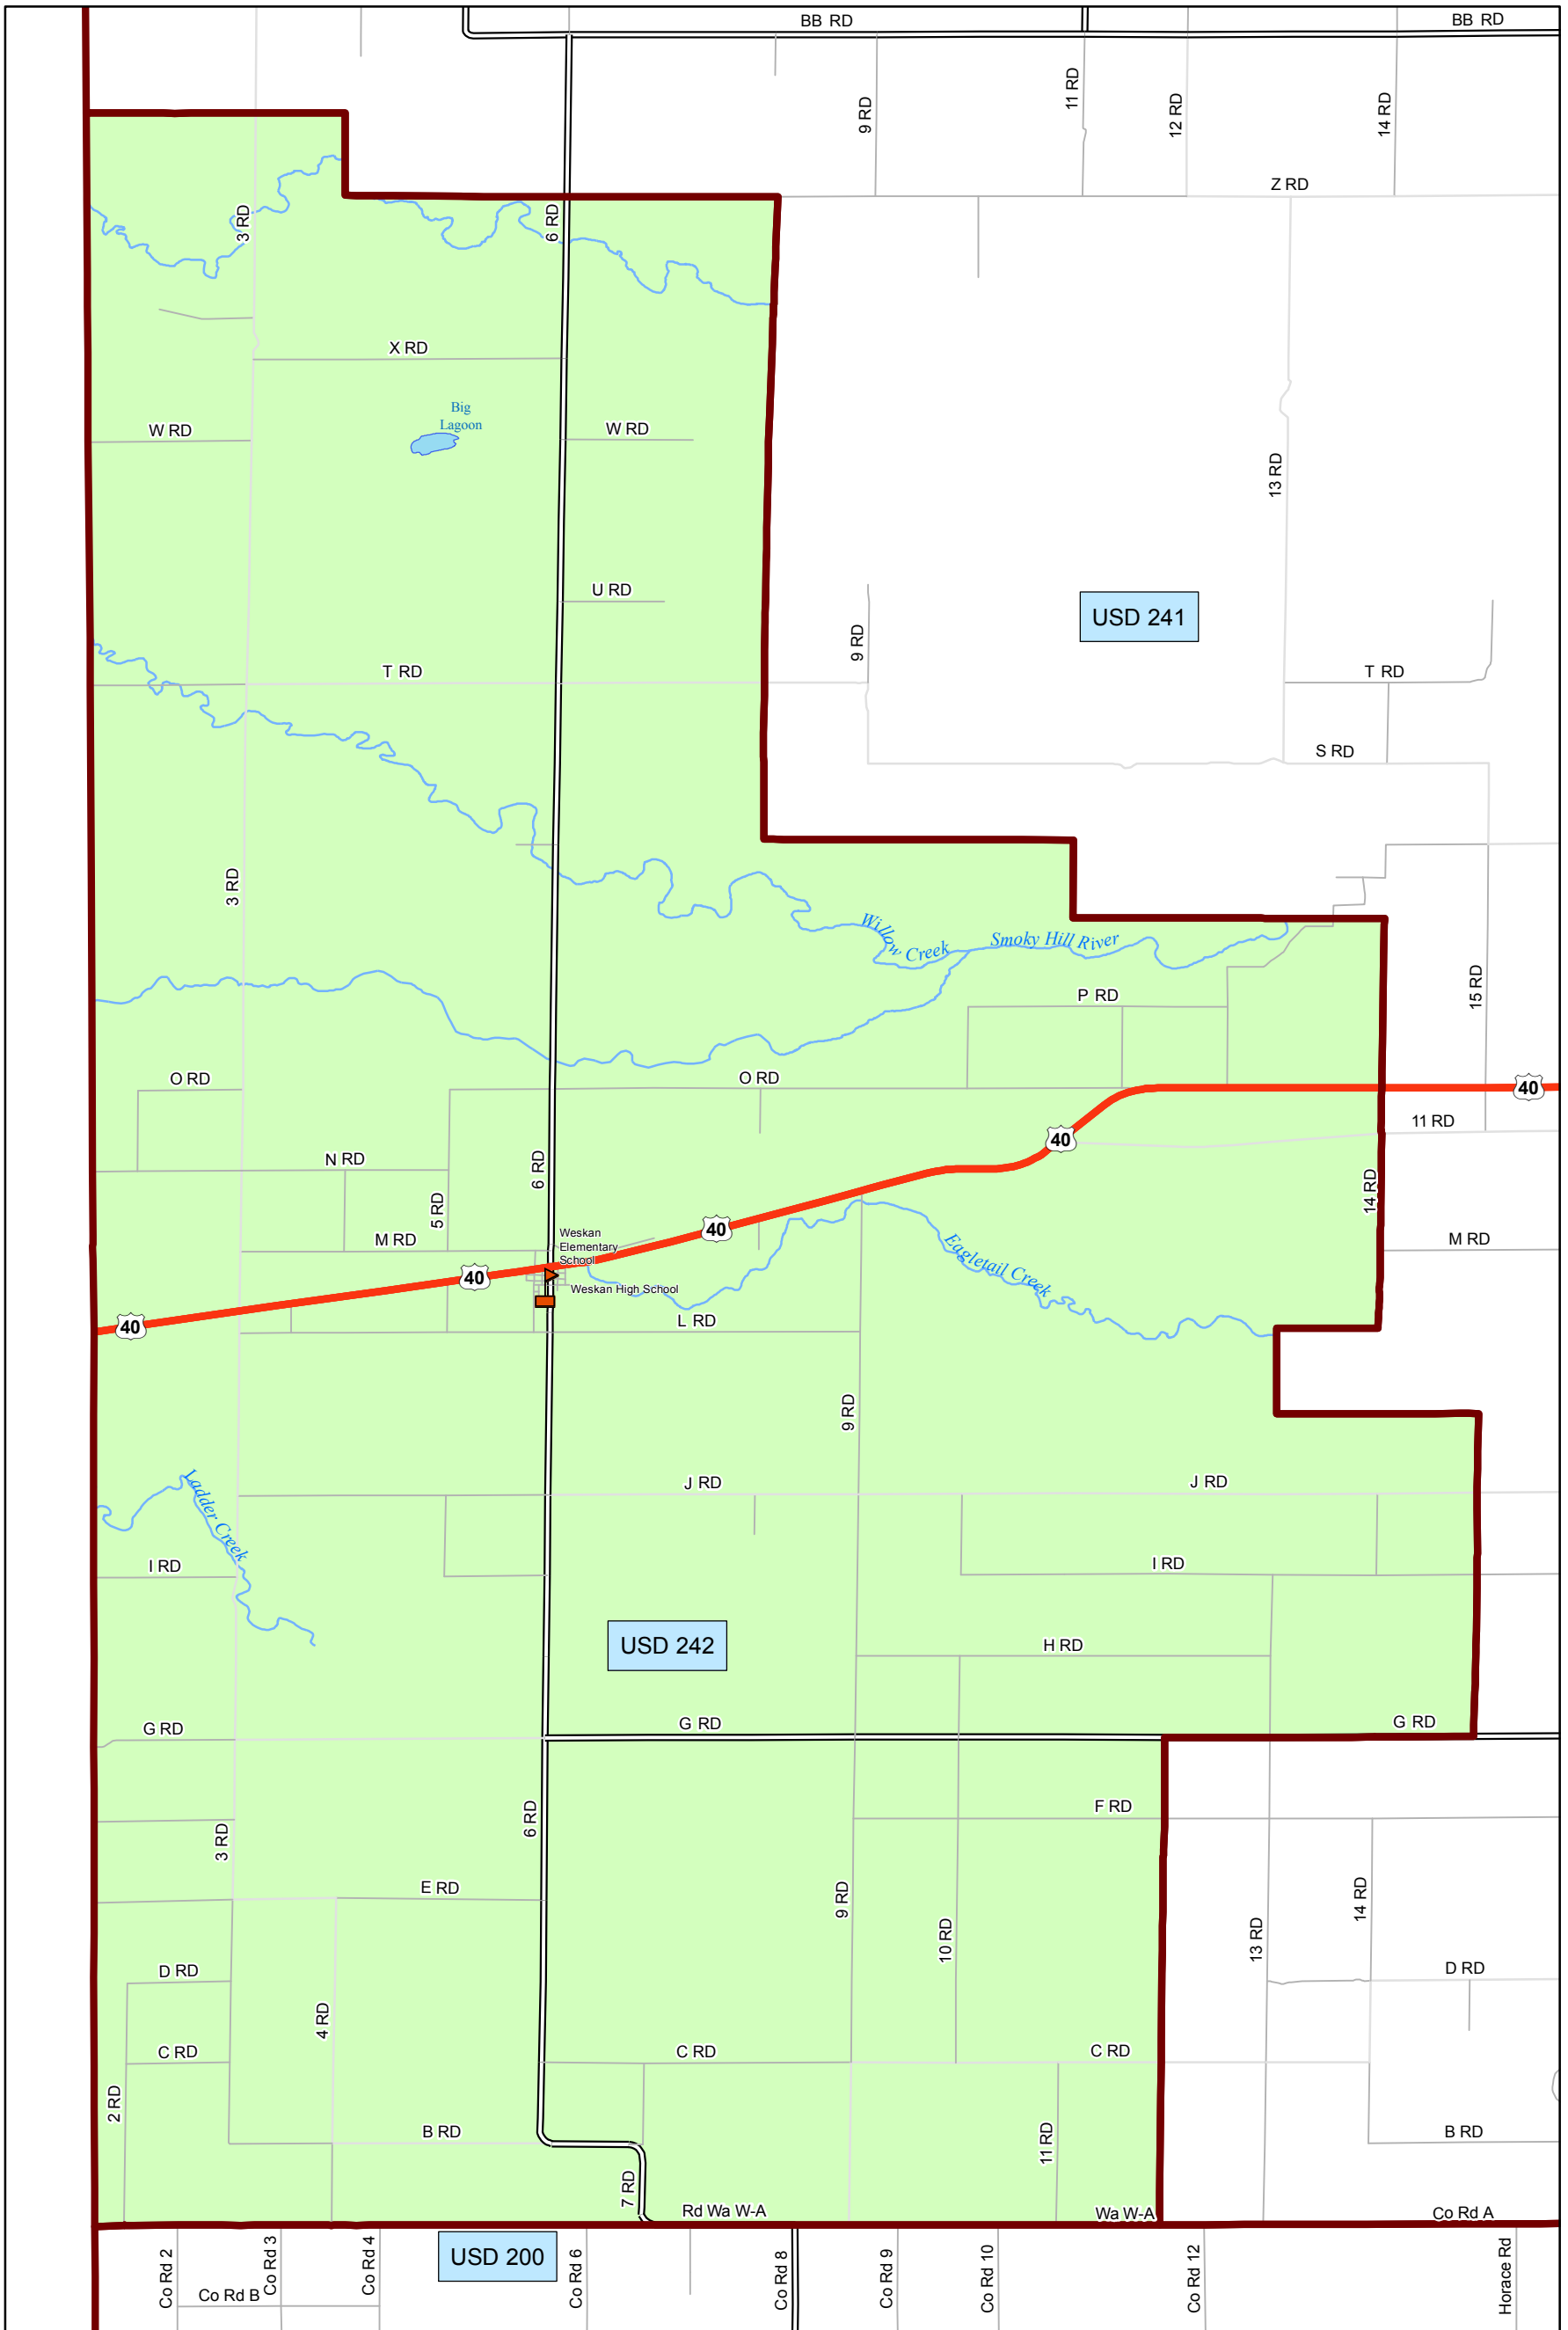 BB RD
BB RD
9 RD
11 RD
12 RD
14 RD
Z RD
3 RD
6 RD
X RD
Big
Lagoon
W RD
W RD
13 RD
U RD
USD 241
9 RD
T RD
T RD
S RD
3 RD
Willow Creek
Smoky Hill River
15 RD
P RD
O RD
O RD
40
11 RD
40
N RD
6 RD
14 RD
5 RD
40
Weskan
Elementary
School
M RD
M RD
Eagletail Creek
40
Weskan High School
40
L RD
9 RD
J RD
J RD
Ladder Creek
I RD
I RD
USD 242
H RD
G RD
G RD
G RD
F RD
6 RD
3 RD
E RD
9 RD
14 RD
10 RD
13 RD
D RD
D RD
4 RD
C RD
C RD
C RD
2 RD
B RD
11 RD
B RD
7 RD
Rd Wa W-A
Wa W-A
Co Rd A
USD 200
Co Rd 2
Co Rd 3
Co Rd 4
Co Rd 6
Co Rd 8
Co Rd 9
Co Rd 10
Co Rd 12
Horace Rd
Co Rd B